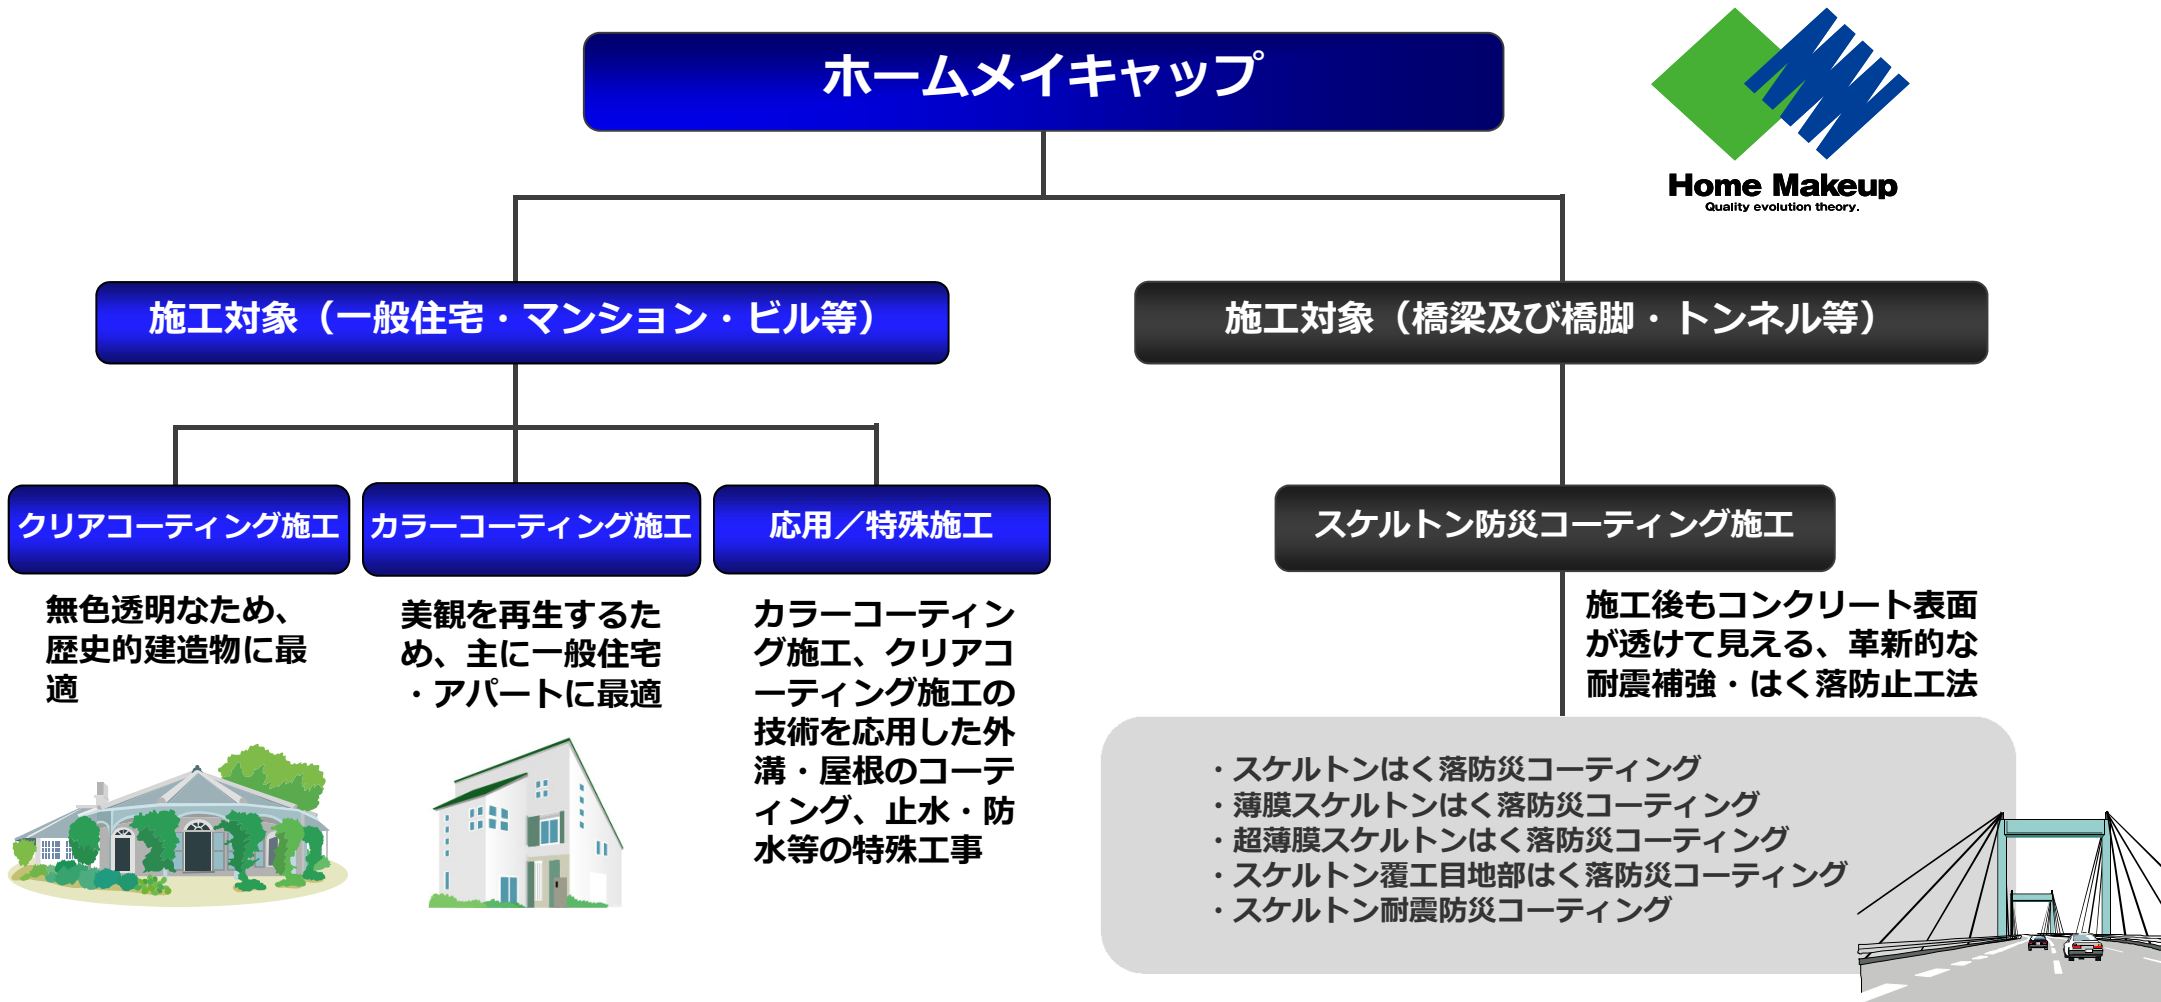 ホームメイキャップ
Home Makeup
Quality evolution theory.
施工対象（一般住宅・マンション・ビル等）
施工対象（橋梁及び橋脚・トンネル等）
クリアコーティング施工
カラーコーティング施工
応用／特殊施工
スケルトン防災コーティング施工
無色透明なため、
歴史的建造物に最
適
美観を再生するた
め、主に一般住宅
・アパートに最適
カラーコーティン
グ施工、クリアコ
ーティング施工の
技術を応用した外
溝・屋根のコーテ
ィング、止水・防
水等の特殊工事
施工後もコンクリート表面
が透けて見える、革新的な
耐震補強・はく落防止工法
・スケルトンはく落防災コーティング
・薄膜スケルトンはく落防災コーティング
・超薄膜スケルトンはく落防災コーティング
・スケルトン覆工目地部はく落防災コーティング
・スケルトン耐震防災コーティング